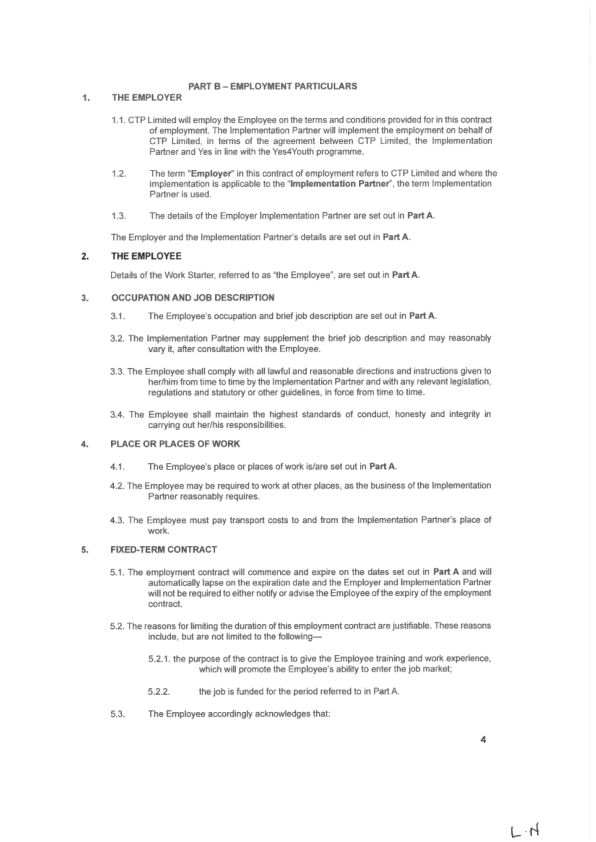 PART B – EMPLOYMENT PARTICULARS
1. THE EMPLOYER
1.1. CTP Limited will employ the Employee on the terms and conditions provided for in this contract
of employment. The Implementation Partner will implement the employment on behalf of
CTP Limited, in terms of the agreement between CTP Limited, the Implementation
Partner and Yes in line with the Yes4Youth programme.
1.2. The term "Employer" in this contract of employment refers to CTP Limited and where the
implementation is applicable to the "Implementation Partner", the term Implementation
Partner is used.
1.3. The details of the Employer Implementation Partner are set out in Part A.
The Employer and the Implementation Partner's details are set out in Part A.
2. THE EMPLOYEE
Details of the Work Starter, referred to as "the Employee", are set out in Part A.
3. OCCUPATION AND JOB DESCRIPTION
3.1. The Employee's occupation and brief job description are set out in Part A.
3.2. The Implementation Partner may supplement the brief job description and may reasonably
vary it, after consultation with the Employee.
3.3. The Employee shall comply with all lawful and reasonable directions and instructions given to
her/him from time to time by the Implementation Partner and with any relevant legislation,
regulations and statutory or other guidelines, in force from time to time.
3.4. The Employee shall maintain the highest standards of conduct, honesty and integrity in
carrying out her/his responsibilities.
4. PLACE OR PLACES OF WORK
4.1. The Employee's place or places of work is/are set out in Part A.
4.2. The Employee may be required to work at other places, as the business of the Implementation
Partner reasonably requires.
4.3. The Employee must pay transport costs to and from the Implementation Partner's place of
work.
5. FIXED-TERM CONTRACT
5.1. The employment contract will commence and expire on the dates set out in Part A and will
automatically lapse on the expiration date and the Employer and Implementation Partner
will not be required to either notify or advise the Employee of the expiry of the employment
contract.
5.2. The reasons for limiting the duration of this employment contract are justifiable. These reasons
include, but are not limited to the following—
5.2.1. the purpose of the contract is to give the Employee training and work experience,
which will promote the Employee's ability to enter the job market;
5.2.2. the job is funded for the period referred to in Part A.
5.3. The Employee accordingly acknowledges that:
4
L.N